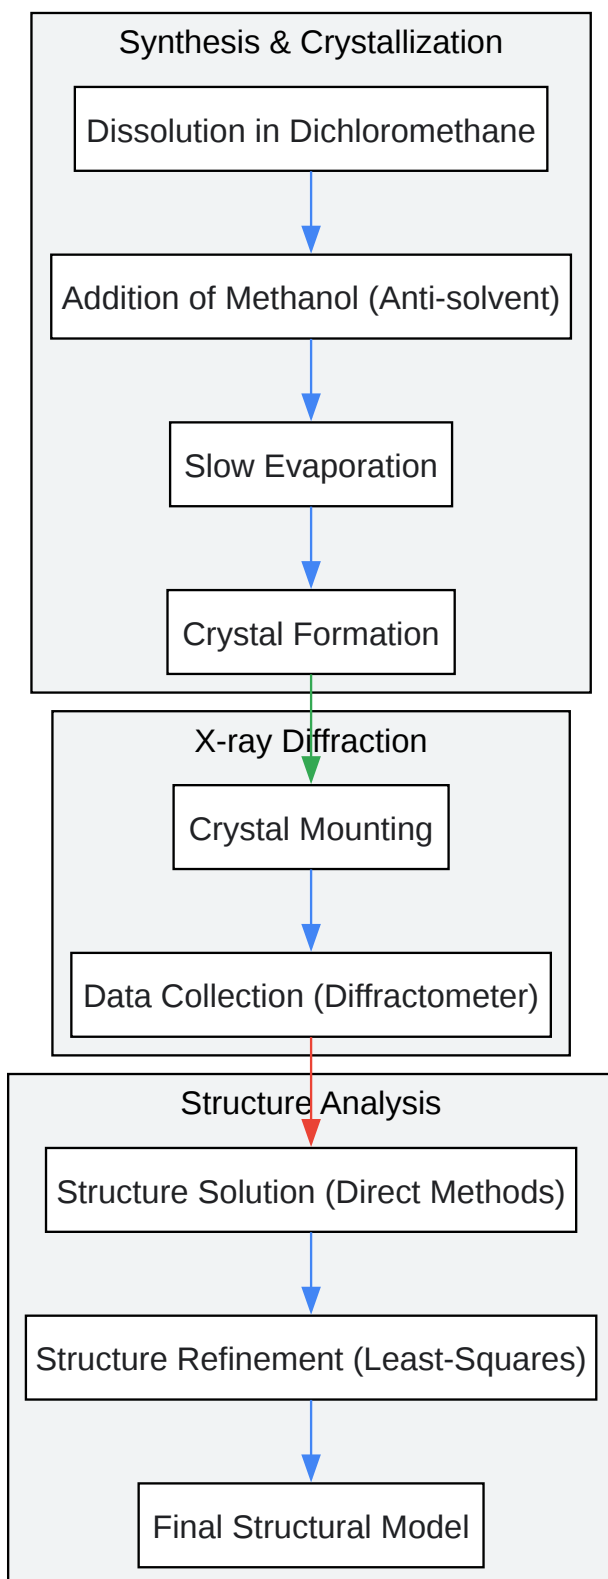 Synthesis & Crystallization
Dissolution in Dichloromethane
Addition of Methanol (Anti-solvent)
Slow Evaporation
Crystal Formation
X-ray Diffraction
Crystal Mounting
Data Collection (Diffractometer)
Structure Analysis
Structure Solution (Direct Methods)
Structure Refinement (Least-Squares)
Final Structural Model